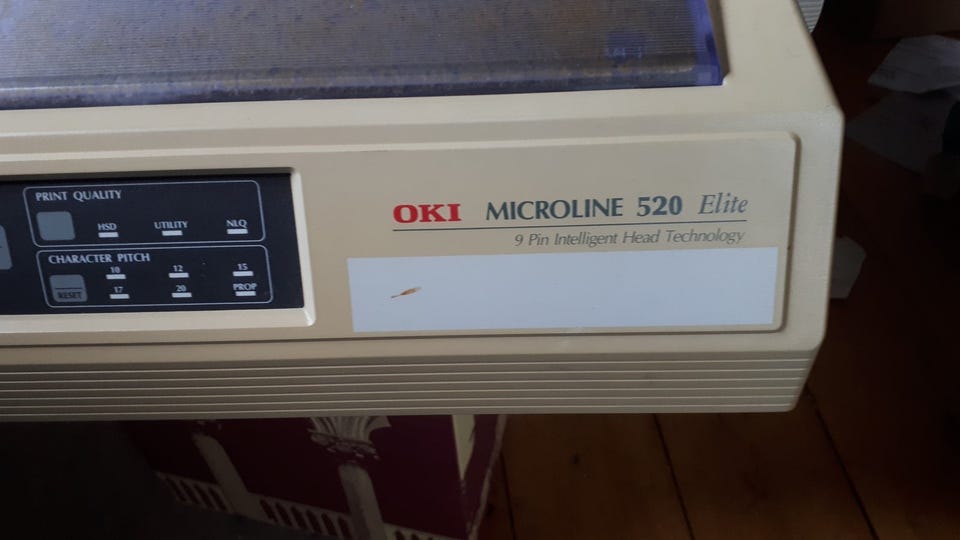 PRINT QUALITY
HSD UTILITY NLQ
CHARACTER PITCH
10 12 15
RESET 17 20 PROP
OKI MICROLINE 520 Elite
9 Pin Intelligent Head Technology